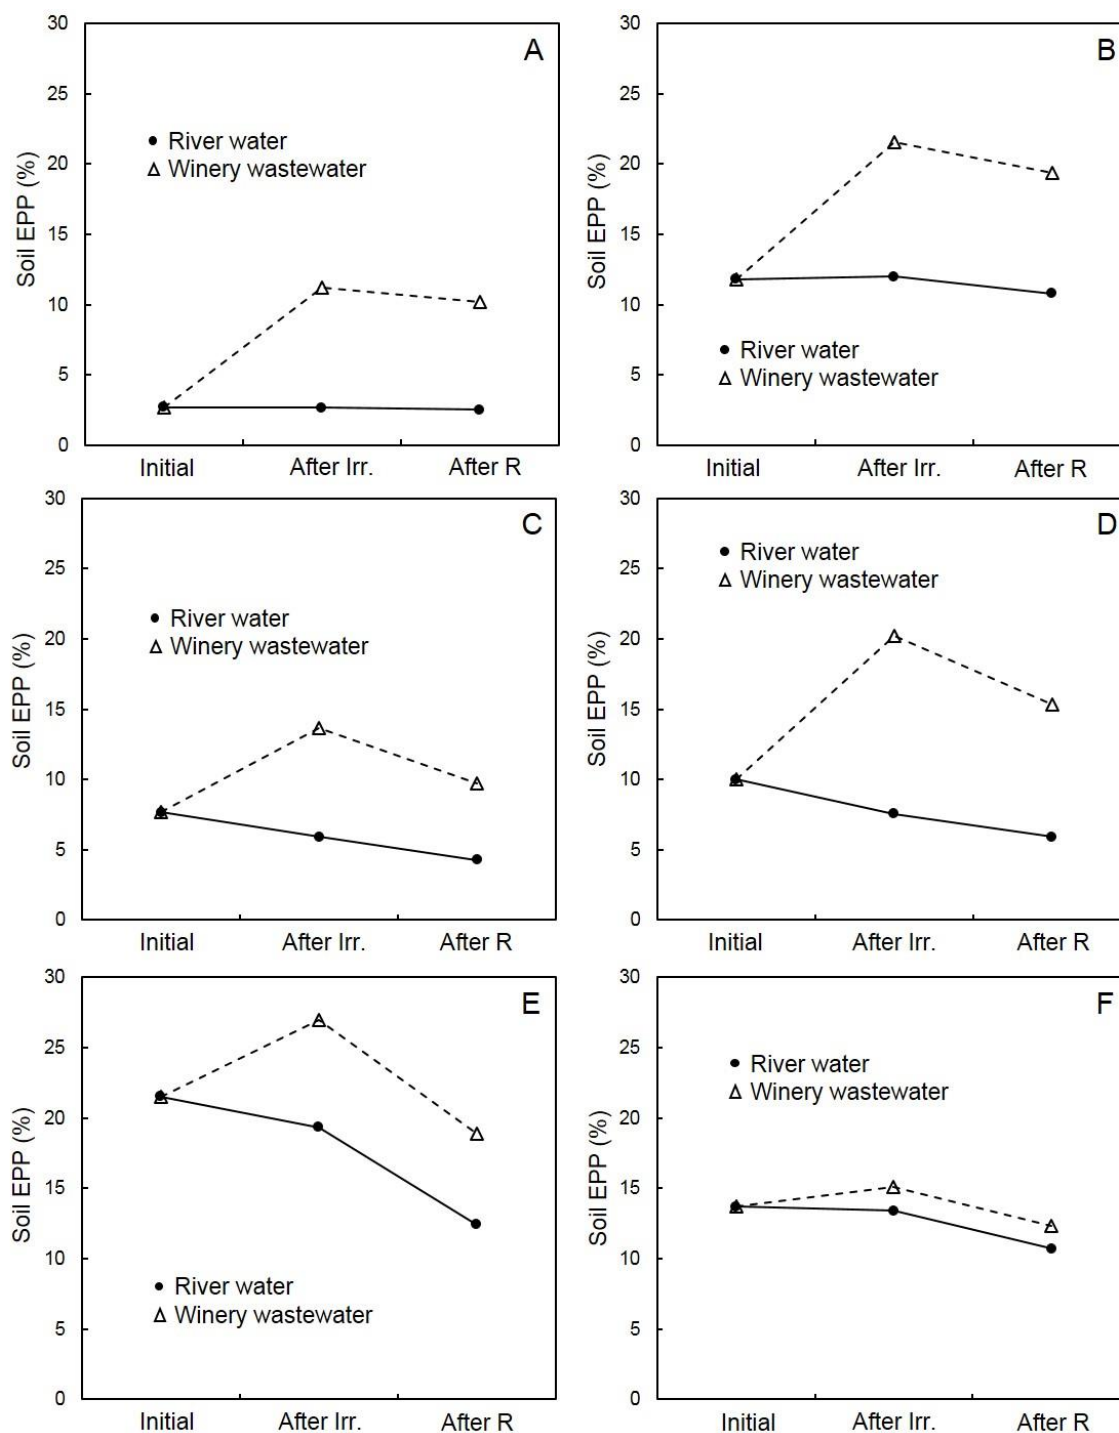 A
Soil EPP (%)
30
25
20
15
10
5
0
River water
Winery wastewater
Initial
After Irr.
After R
B
Soil EPP (%)
30
25
20
15
10
5
0
River water
Winery wastewater
Initial
After Irr.
After R
C
Soil EPP (%)
30
25
20
15
10
5
0
River water
Winery wastewater
Initial
After Irr.
After R
D
Soil EPP (%)
30
25
20
15
10
5
0
River water
Winery wastewater
Initial
After Irr.
After R
E
Soil EPP (%)
30
25
20
15
10
5
0
River water
Winery wastewater
Initial
After Irr.
After R
F
Soil EPP (%)
30
25
20
15
10
5
0
River water
Winery wastewater
Initial
After Irr.
After R